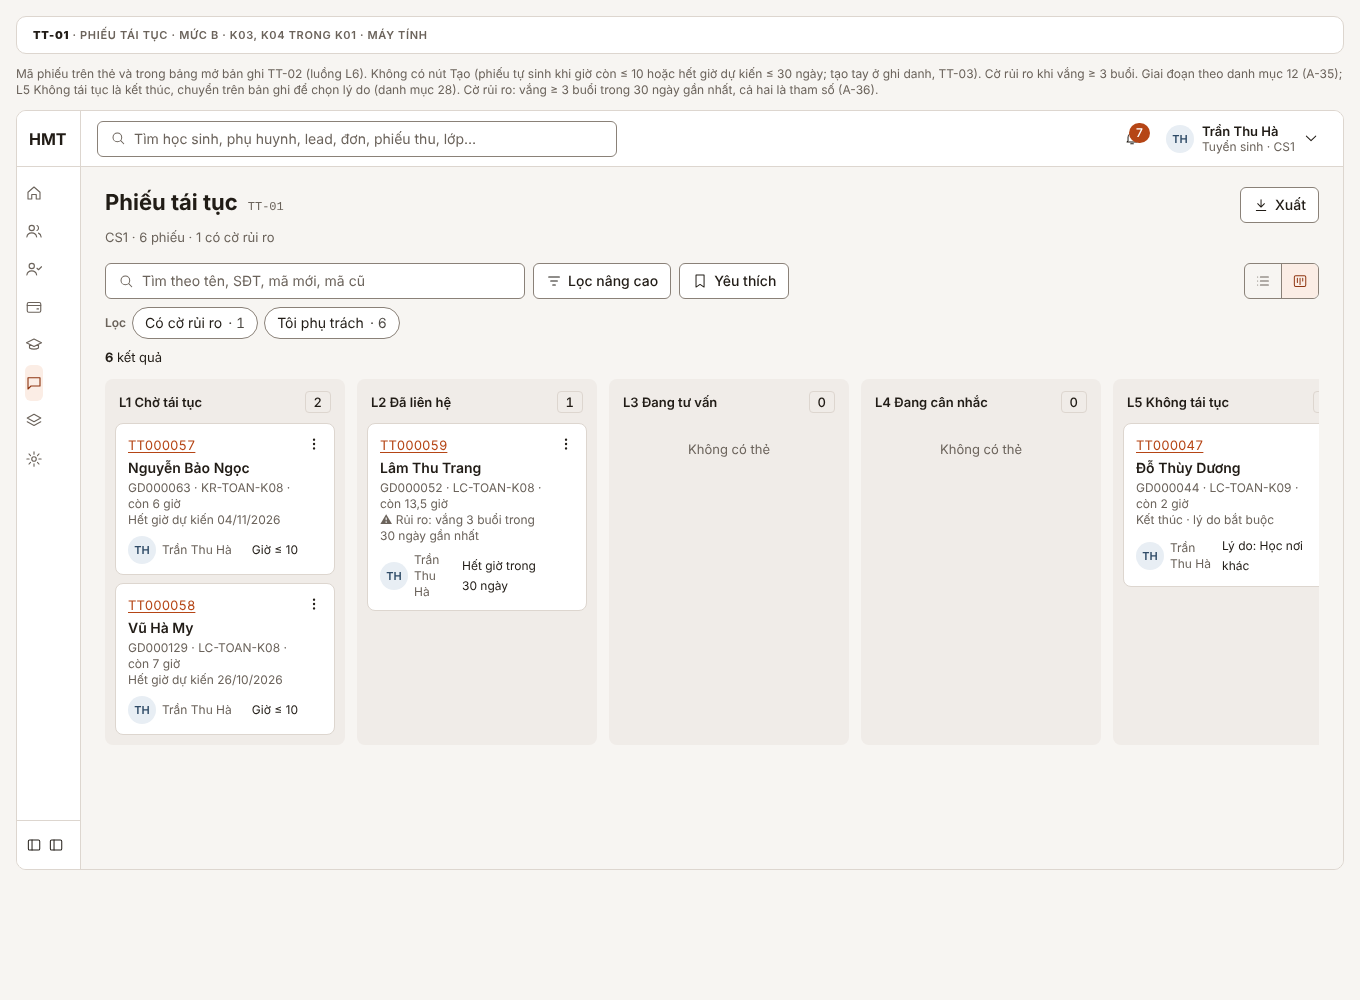 TT-01 · PHIẾU TÁI TỤC · MỨC B · K03, K04 TRONG K01 · MÁY TÍNH
Mã phiếu trên thẻ và trong bảng mở bản ghi TT-02 (luồng L6). Không có nút Tạo (phiếu tự sinh khi giờ còn ≤ 10 hoặc hết giờ dự kiến ≤ 30 ngày; tạo tay ở ghi danh, TT-03). Cờ rủi ro khi vắng ≥ 3 buổi. Giai đoạn theo danh mục 12 (A-35);
L5 Không tái tục là kết thúc, chuyển trên bản ghi để chọn lý do (danh mục 28). Cờ rủi ro: vắng ≥ 3 buổi trong 30 ngày gần nhất, cả hai là tham số (A-36).
HMT
Tìm học sinh, phụ huynh, lead, đơn, phiếu thu, lớp...
7
TH
Trần Thu Hà
Tuyển sinh · CS1
Phiếu tái tục TT-01
Xuất
CS1 · 6 phiếu · 1 có cờ rủi ro
Tìm theo tên, SĐT, mã mới, mã cũ
Lọc nâng cao
Yêu thích
Lọc
Có cờ rủi ro · 1
Tôi phụ trách · 6
6 kết quả
L1 Chờ tái tục
2
TT000057
Nguyễn Bảo Ngọc
GD000063 · KR-TOAN-K08 ·
còn 6 giờ
Hết giờ dự kiến 04/11/2026
TH
Trần Thu Hà
Giờ ≤ 10
TT000058
Vũ Hà My
GD000129 · LC-TOAN-K08 ·
còn 7 giờ
Hết giờ dự kiến 26/10/2026
TH
Trần Thu Hà
Giờ ≤ 10
L2 Đã liên hệ
1
TT000059
Lâm Thu Trang
GD000052 · LC-TOAN-K08 ·
còn 13,5 giờ
Rủi ro: vắng 3 buổi trong
30 ngày gần nhất
TH
Trần
Thu
Hà
Hết giờ trong
30 ngày
L3 Đang tư vấn
0
Không có thẻ
L4 Đang cân nhắc
0
Không có thẻ
L5 Không tái tục
TT000047
Đỗ Thùy Dương
GD000044 · LC-TOAN-K09 ·
còn 2 giờ
Kết thúc · lý do bắt buộc
TH
Trần
Thu Hà
Lý do: Học nơi
khác